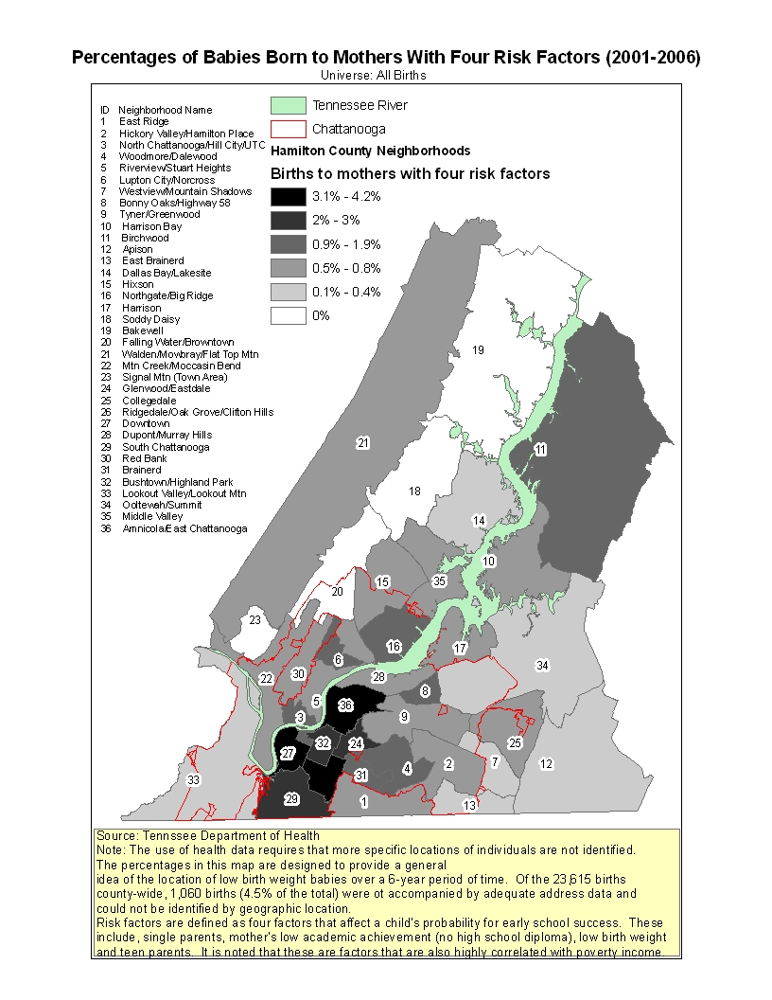 Percentages of Babies Born to Mothers With Four Risk Factors (2001-2006)
Universe: All Births
ID Neighborhood Name
1 East Ridge
2 Hickory Valley/Hamilton Place
3 North Chattanooga/Hill City/UTC
4 Woodmore/Dalewood
5 Riverview/Stuart Heights
6 Lupton City/Norcross
7 Westview/Mountain Shadows
8 Bonny Oaks/Highway 58
9 Tyner/Greenwood
10 Harrison Bay
11 Birchwood
12 Apison
13 East Brainerd
14 Dallas Bay/Lakesite
15 Hixson
16 Northgate/Big Ridge
17 Harrison
18 Soddy Daisy
19 Bakewell
20 Falling Water/Browntown
21 Walden/Mowbray/Flat Top Mtn
22 Mtn Creek/Moccasin Bend
23 Signal Mtn (Town Area)
24 Glenwood/Eastdale
25 Collegedale
26 Ridgedale/Oak Grove/Clifton Hills
27 Downtown
28 Dupont/Murray Hills
29 South Chattanooga
30 Red Bank
31 Brainerd
32 Bushtown/Highland Park
33 Lookout Valley/Lookout Mtn
34 Ooltewah/Summit
35 Middle Valley
36 Amnicola/East Chattanooga
Tennessee River
Chattanooga
Hamilton County Neighborhoods
Births to mothers with four risk factors
3.1% - 4.2%
2% - 3%
0.9% - 1.9%
0.5% - 0.8%
0.1% - 0.4%
0%
19
21
11
18
14
10
15
35
20
23
16
17
6
34
22
30
28
8
5
36
3
9
32
24
25
27
2
7
12
4
31
33
29
1
13
Source: Tennssee Department of Health
Note: The use of health data requires that more specific locations of individuals are not identified.
The percentages in this map are designed to provide a general
idea of the location of low birth weight babies over a 6-year period of time. Of the 23,615 births
county-wide, 1,060 births (4.5% of the total) were ot accompanied by adequate address data and
could not be identified by geographic location.
Risk factors are defined as four factors that affect a child's probability for early school success. These
include, single parents, mother's low academic achievement (no high school diploma), low birth weight
and teen parents. It is noted that these are factors that are also highly correlated with poverty income.